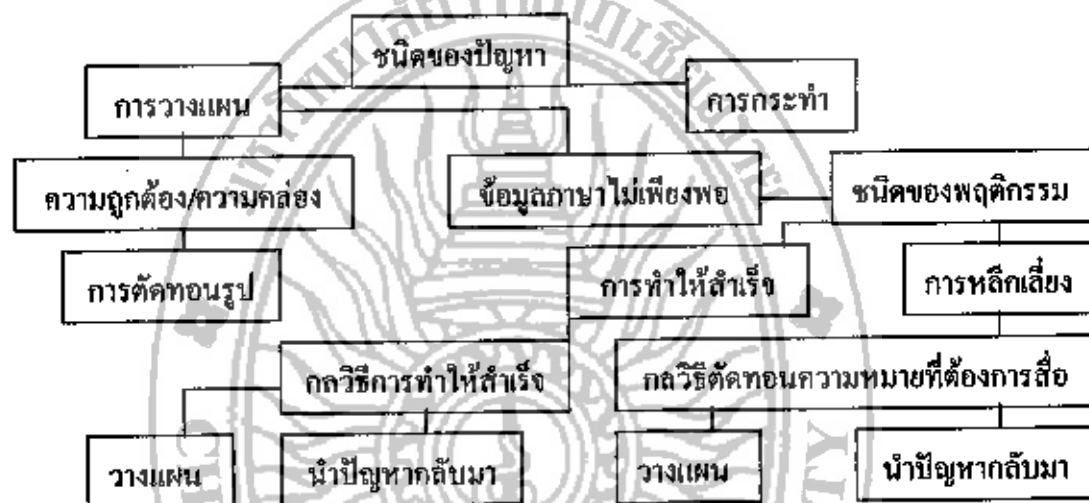 ชนิดของปัญหา
การวางแผน
การกระทำ
ความถูกต้อง/ความคล่อง
ข้อมูลภาษาไม่เพียงพอ
ชนิดของพฤติกรรม
การตัดทอนรูป
การทำให้สำเร็จ
การหลีกเลี่ยง
กลวิธีการทำให้สำเร็จ
กลวิธีตัดทอนความหมายที่ต้องการสื่อ
วางแผน
นำปัญหากลับมา
วางแผน
นำปัญหากลับมา